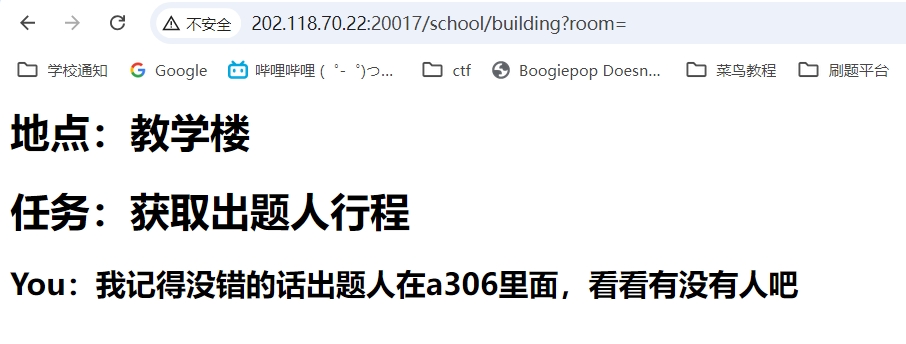 不安全 202.118.70.22:20017/school/building?room=
学校通知 Google 哔哩哔哩 ( ゜- ゜)つ... ctf Boogiepop Doesn... 菜鸟教程 刷题平台
地点：教学楼
任务：获取出题人行程
You：我记得没错的话出题人在a306里面，看看有没有人吧